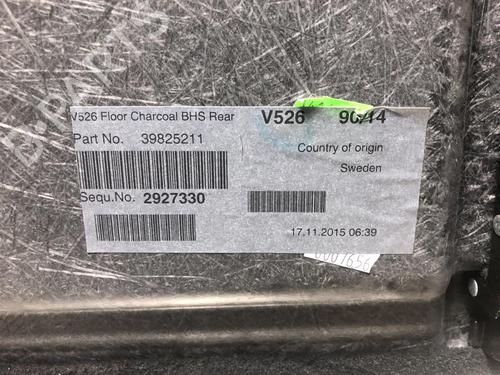 V526 Floor Charcoal BHS Rear
V526
Part No. 39825211
Country of origin
Sweden
Sequ.No. 2927330
17.11.2015 06:39
B-PARTS